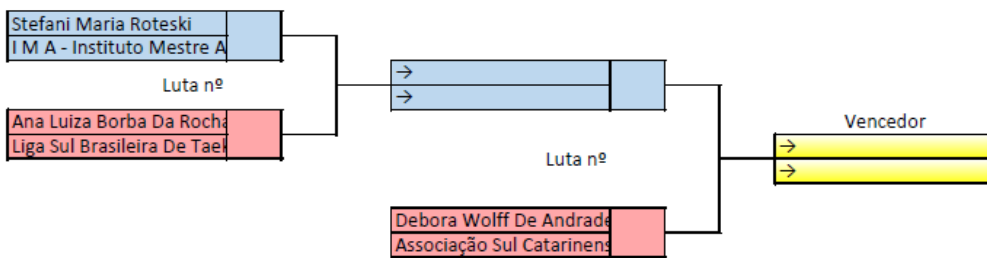 Stefani Maria Roteski
I M A - Instituto Mestre A
Luta nº
Ana Luiza Borba Da Rocha
Liga Sul Brasileira De Taek
→
→
Luta nº
Debora Wolff De Andrade
Associação Sul Catarinens
Vencedor
→
→